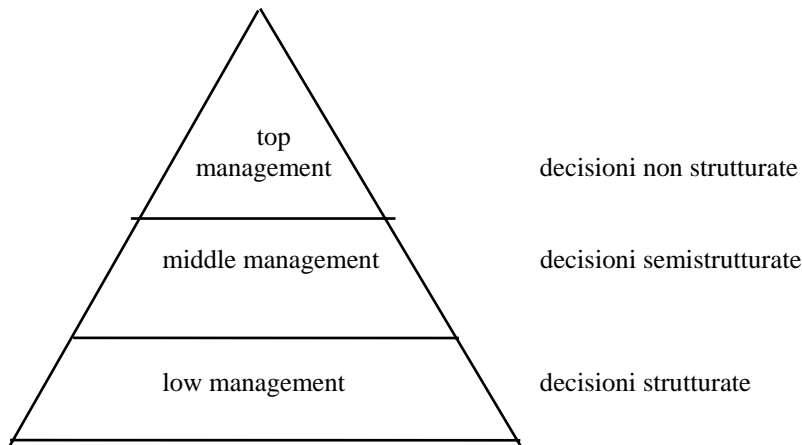 top
management
decisioni non strutturate
middle management
decisioni semistrutturate
low management
decisioni strutturate